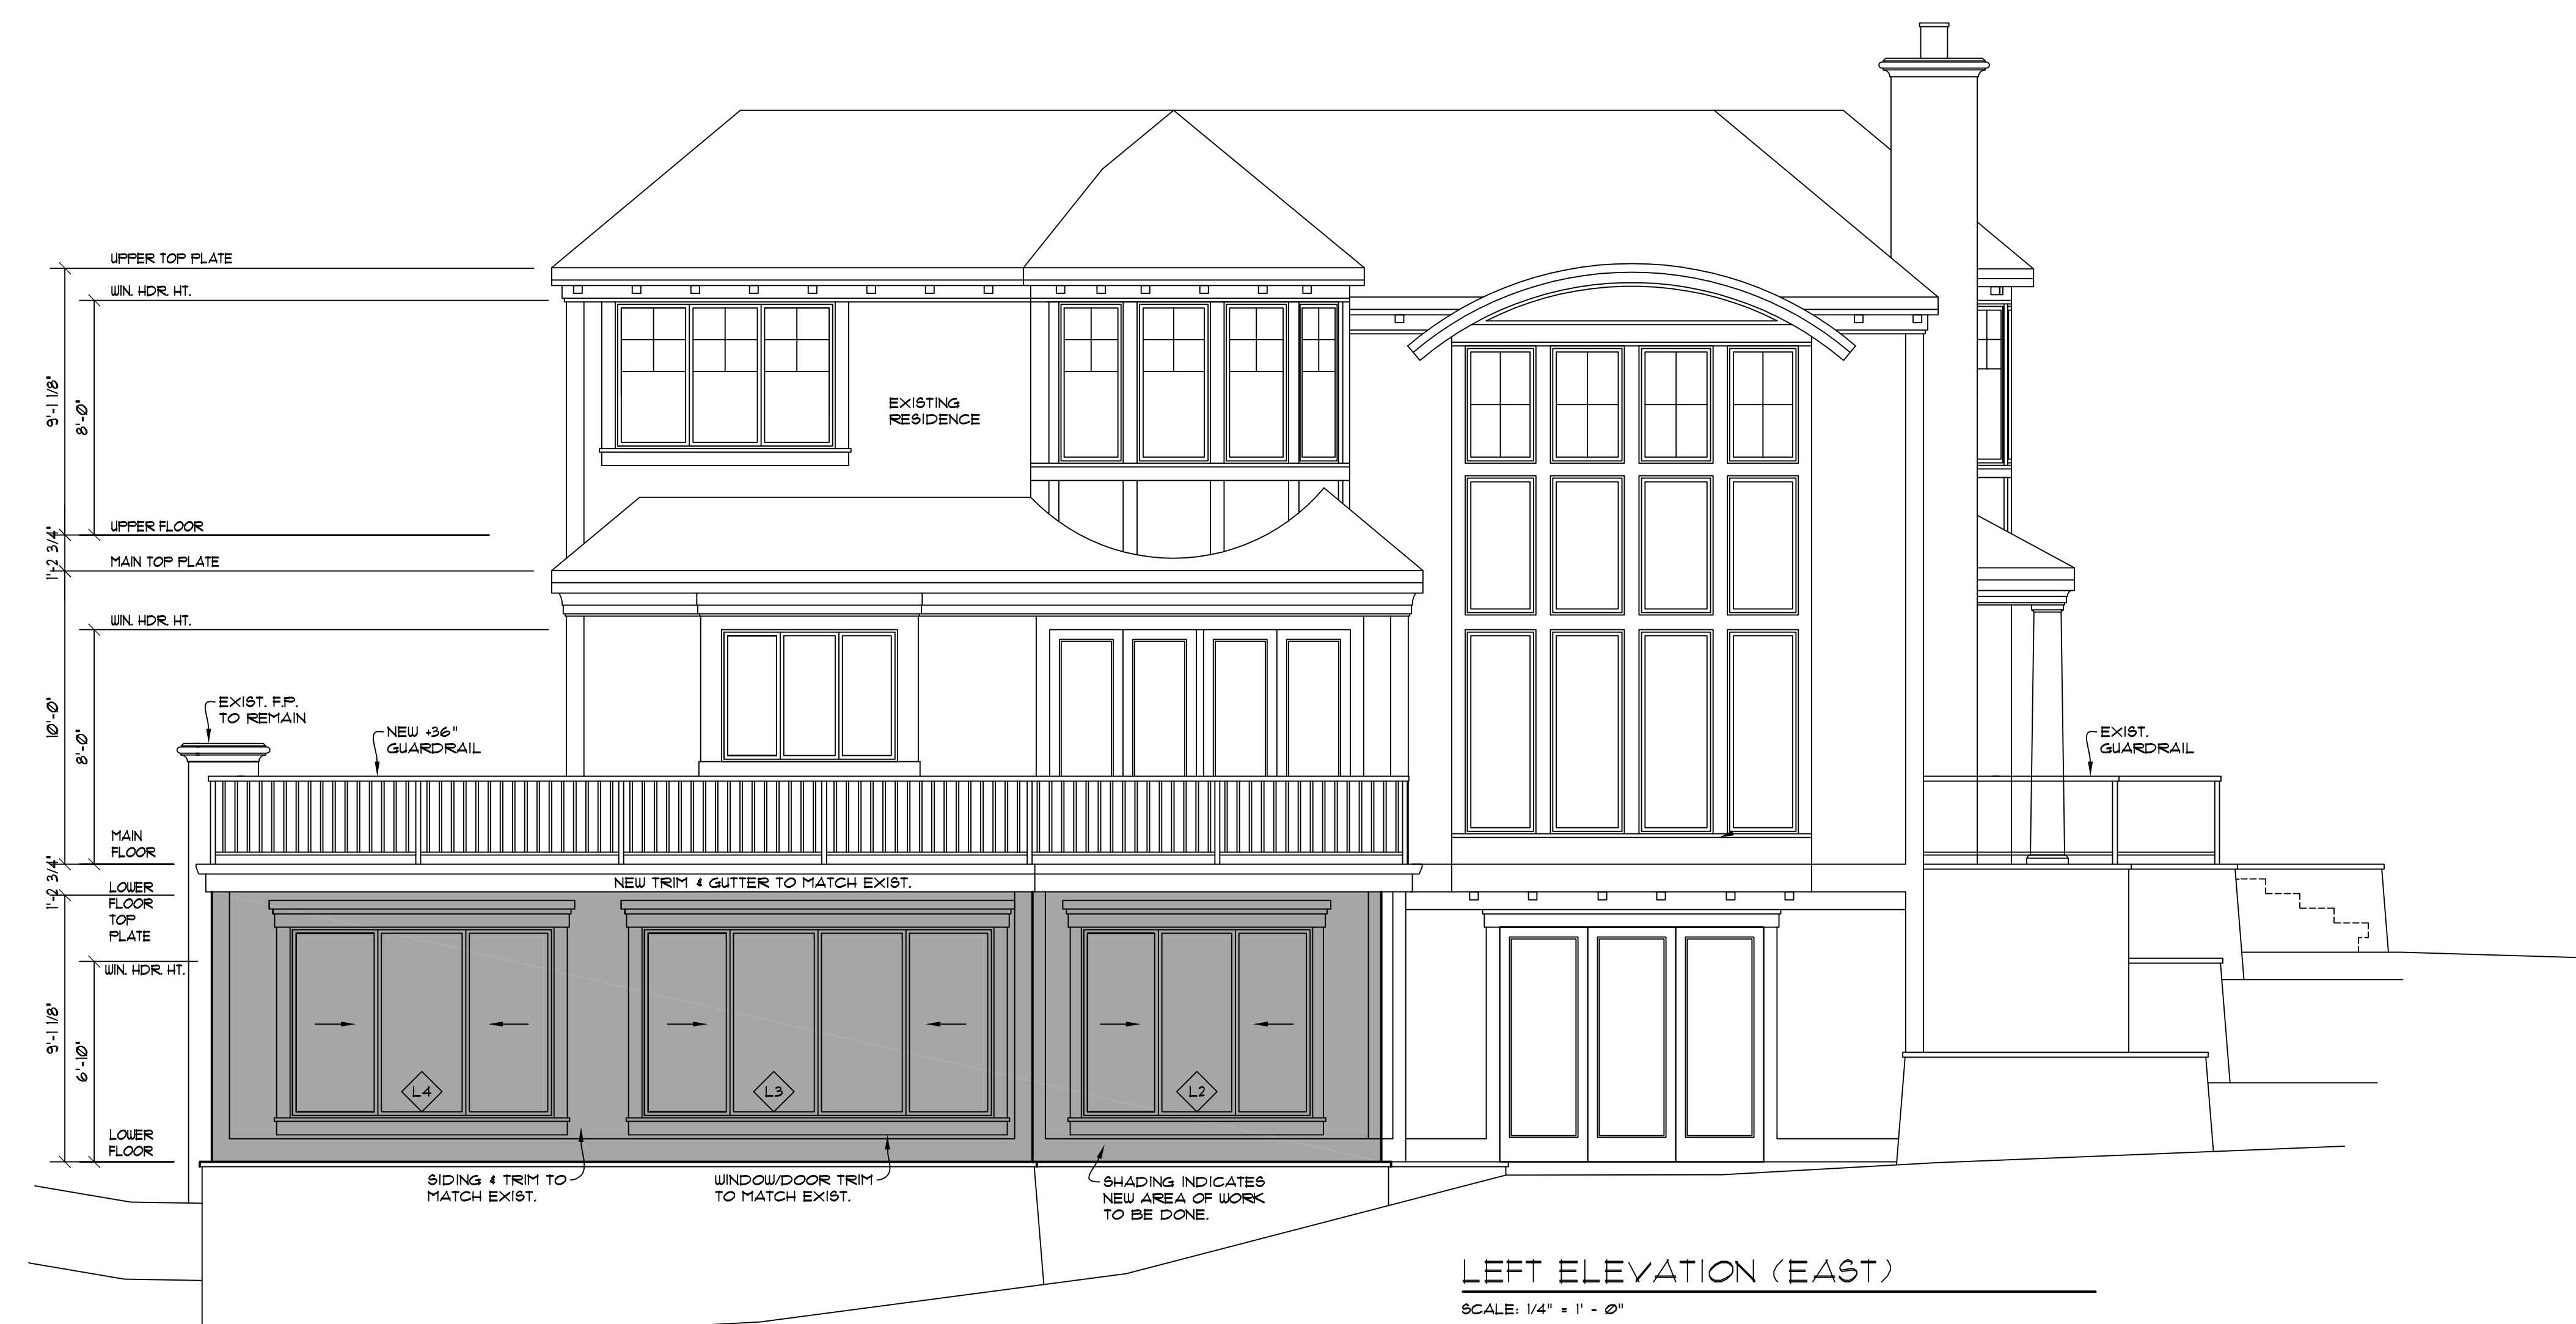 UPPER TOP PLATE
WIN. HDR. HT.
9'-1 1/8"
8'-0"
EXISTING
RESIDENCE
UPPER FLOOR
1'-2 3/4"
MAIN TOP PLATE
WIN. HDR. HT.
10'-0"
8'-0"
EXIST. F.P.
TO REMAIN
NEW +36"
GUARDRAIL
EXIST.
GUARDRAIL
MAIN
FLOOR
1'-2 3/4"
LOWER
FLOOR
TOP
PLATE
NEW TRIM & GUTTER TO MATCH EXIST.
WIN. HDR. HT.
9'-1 1/8"
6'-10"
L4
L3
L2
LOWER
FLOOR
SIDING & TRIM TO
MATCH EXIST.
WINDOW/DOOR TRIM
TO MATCH EXIST.
SHADING INDICATES
NEW AREA OF WORK
TO BE DONE.
LEFT ELEVATION (EAST)
SCALE: 1/4" = 1' - 0"